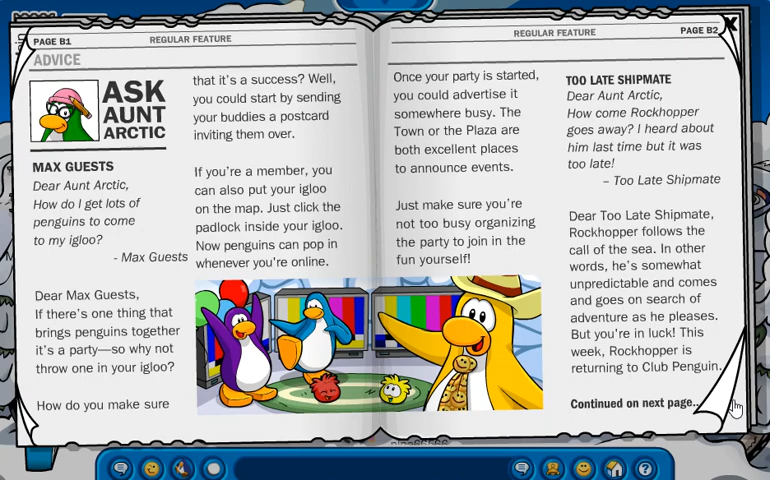 PAGE B1
REGULAR FEATURE
REGULAR FEATURE
PAGE B2
X
ADVICE
ASK
AUNT
ARCTIC
MAX GUESTS
Dear Aunt Arctic,
How do I get lots of
penguins to come
to my igloo?
- Max Guests
Dear Max Guests,
If there's one thing that
brings penguins together
it's a party—so why not
throw one in your igloo?
How do you make sure
that it's a success? Well,
you could start by sending
your buddies a postcard
inviting them over.
If you're a member, you
can also put your igloo
on the map. Just click the
padlock inside your igloo.
Now penguins can pop in
whenever you're online.
Once your party is started,
you could advertise it
somewhere busy. The
Town or the Plaza are
both excellent places
to announce events.
Just make sure you're
not too busy organizing
the party to join in the
fun yourself!
TOO LATE SHIPMATE
Dear Aunt Arctic,
How come Rockhopper
goes away? I heard about
him last time but it was
too late!
– Too Late Shipmate
Dear Too Late Shipmate,
Rockhopper follows the
call of the sea. In other
words, he's somewhat
unpredictable and comes
and goes on search of
adventure as he pleases.
But you're in luck! This
week, Rockhopper is
returning to Club Penguin.
Continued on next page...
?